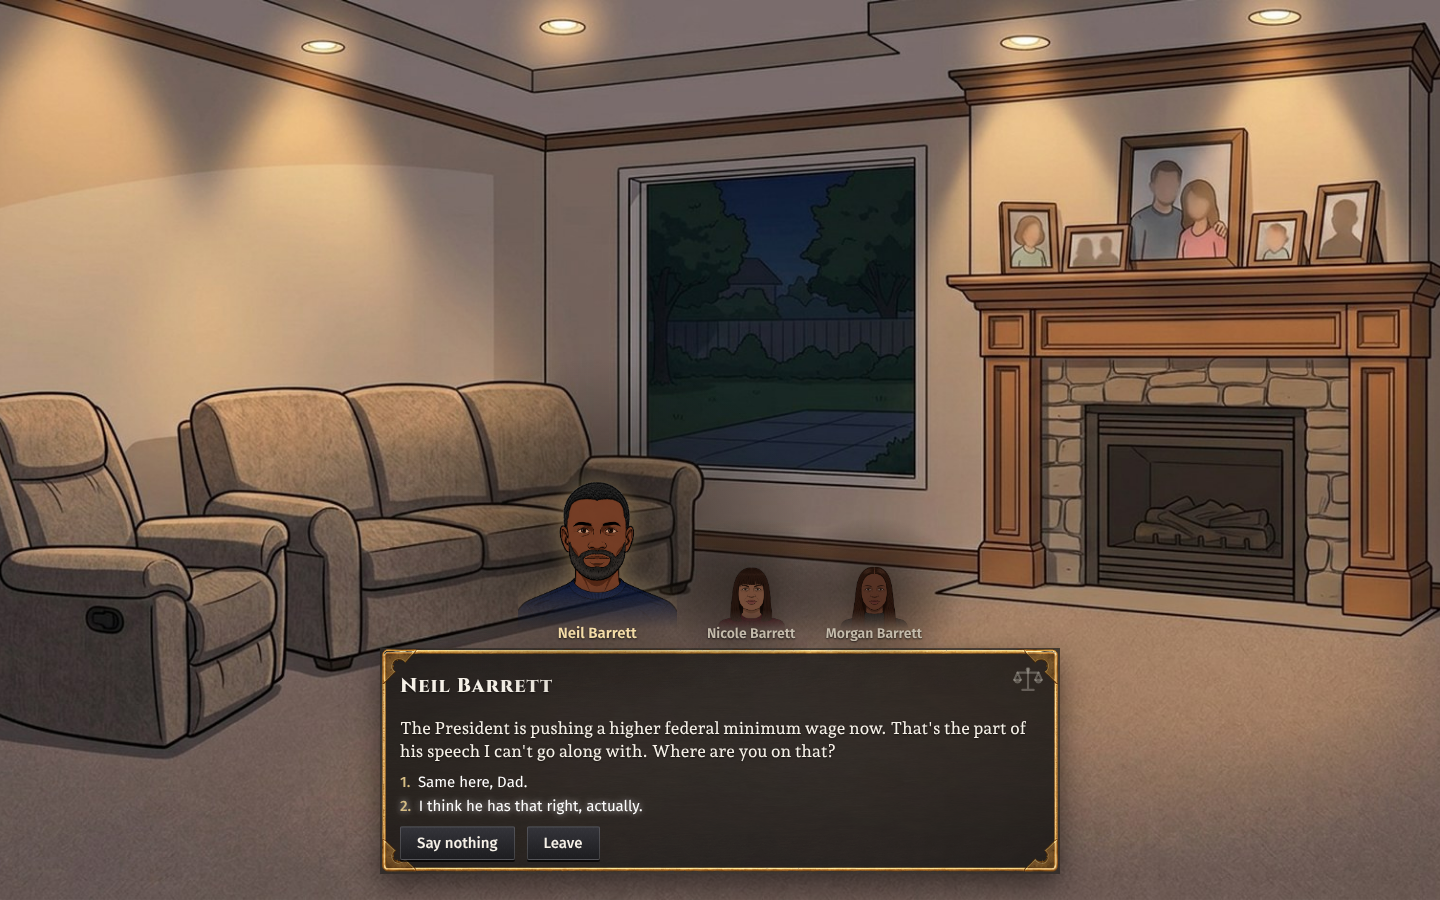 Neil Barrett
Nicole Barrett
Morgan Barrett
Neil Barrett
The President is pushing a higher federal minimum wage now. That's the part of
his speech I can't go along with. Where are you on that?
1. Same here, Dad.
2. I think he has that right, actually.
Say nothing
Leave